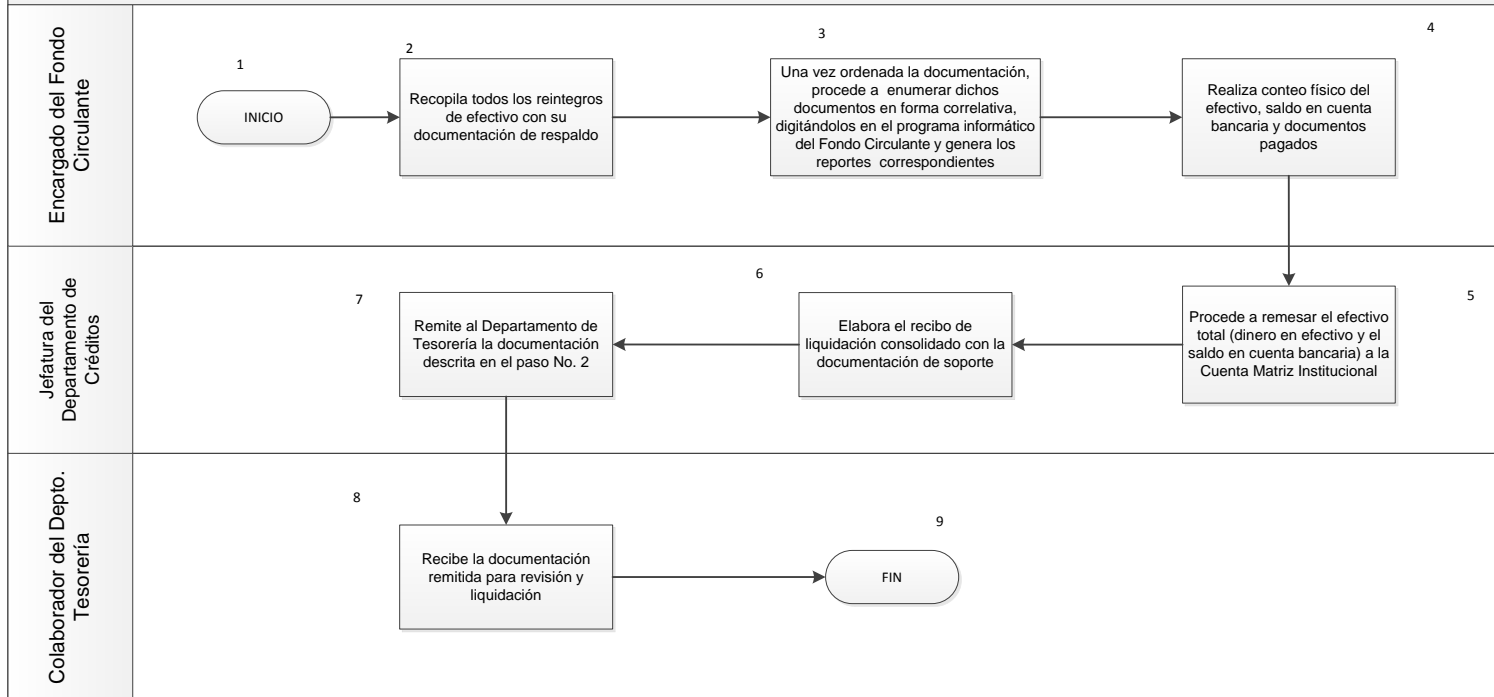 Encargado del Fondo
Circulante
1
INICIO
2
Recopila todos los reintegros
de efectivo con su
documentación de respaldo
3
Una vez ordenada la documentación,
procede a enumerar dichos
documentos en forma correlativa,
digitándolos en el programa informático
del Fondo Circulante y genera los
reportes correspondientes
4
Realiza conteo físico del
efectivo, saldo en cuenta
bancaria y documentos
pagados
Jefatura del
Departamento de
Créditos
5
Procede a remesar el efectivo
total (dinero en efectivo y el
saldo en cuenta bancaria) a la
Cuenta Matriz Institucional
6
Elabora el recibo de
liquidación consolidado con la
documentación de soporte
7
Remite al Departamento de
Tesorería la documentación
descrita en el paso No. 2
Colaborador del Depto.
Tesorería
8
Recibe la documentación
remitida para revisión y
liquidación
9
FIN